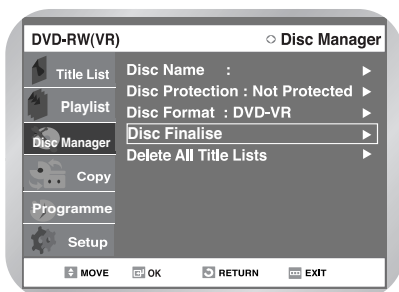 DVD-RW(VR) Disc Manager
Title List
Playlist
Disc Manager
Copy
Programme
Setup
Disc Name :
Disc Protection : Not Protected
Disc Format : DVD-VR
Disc Finalise
Delete All Title Lists
MOVE OK RETURN EXIT